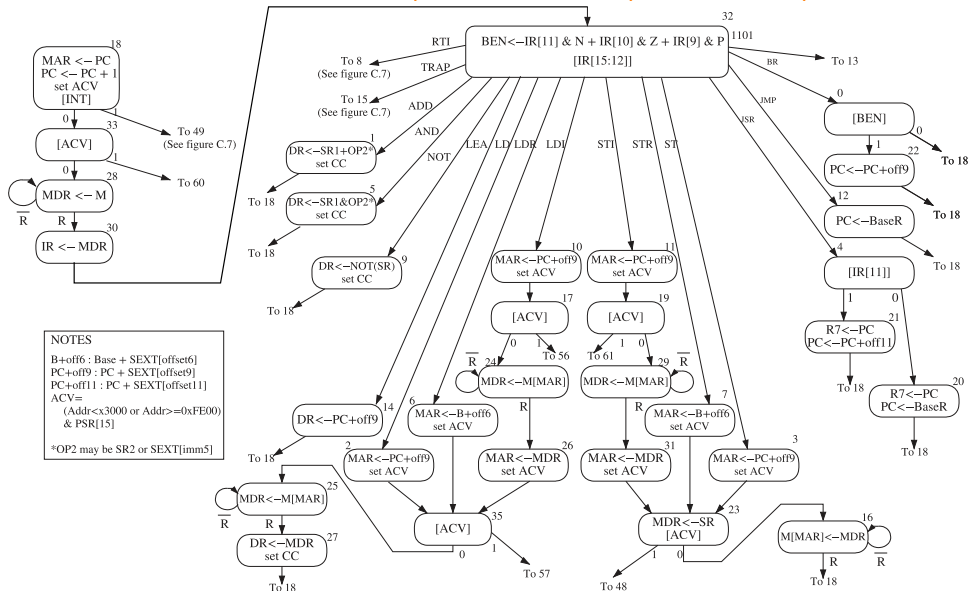 18
MAR <−PC
PC <−PC + 1
set ACV
[INT]
0
1
To 49
(See figure C.7)
33
[ACV]
0
1
To 60
28
MDR <−M
R
R
30
IR <−MDR
32
BEN<−IR[11] & N + IR[10] & Z + IR[9] & P
[IR[15:12]]
1101
To 13
RTI
To 8
(See figure C.7)
TRAP
To 15
(See figure C.7)
ADD
AND
NOT
LEA
LD
LDR
LDI
STI
STR
ST
JSR
JMP
BR
1
DR<−SR1+OP2*
set CC
To 18
5
DR<−SR1&OP2*
set CC
To 18
9
DR<−NOT(SR)
set CC
To 18
0
[BEN]
0
To 18
1
22
PC<−PC+off9
To 18
12
PC<−BaseR
To 18
4
[IR[11]]
1
0
21
R7<−PC
PC<−PC+off11
To 18
20
R7<−PC
PC<−BaseR
To 18
10
MAR<−PC+off9
set ACV
17
[ACV]
0
1
To 56
24
MDR<−M[MAR]
R
R
26
MAR<−MDR
set ACV
11
MAR<−PC+off9
set ACV
19
[ACV]
To 61
1
0
29
MDR<−M[MAR]
R
R
31
MAR<−MDR
set ACV
14
DR<−PC+off9
To 18
6
MAR<−B+off6
set ACV
2
MAR<−PC+off9
set ACV
7
MAR<−B+off6
set ACV
3
MAR<−PC+off9
set ACV
35
[ACV]
0
1
To 57
25
MDR<−M[MAR]
R
R
27
DR<−MDR
set CC
To 18
23
MDR<−SR
[ACV]
1
0
To 48
16
M[MAR]<−MDR
R
R
To 18
NOTES
B+off6 : Base + SEXT[offset6]
PC+off9 : PC + SEXT[offset9]
PC+off11 : PC + SEXT[offset11]
ACV=
(Addr<x3000 or Addr>=0xFE00)
& PSR[15]
*OP2 may be SR2 or SEXT[imm5]